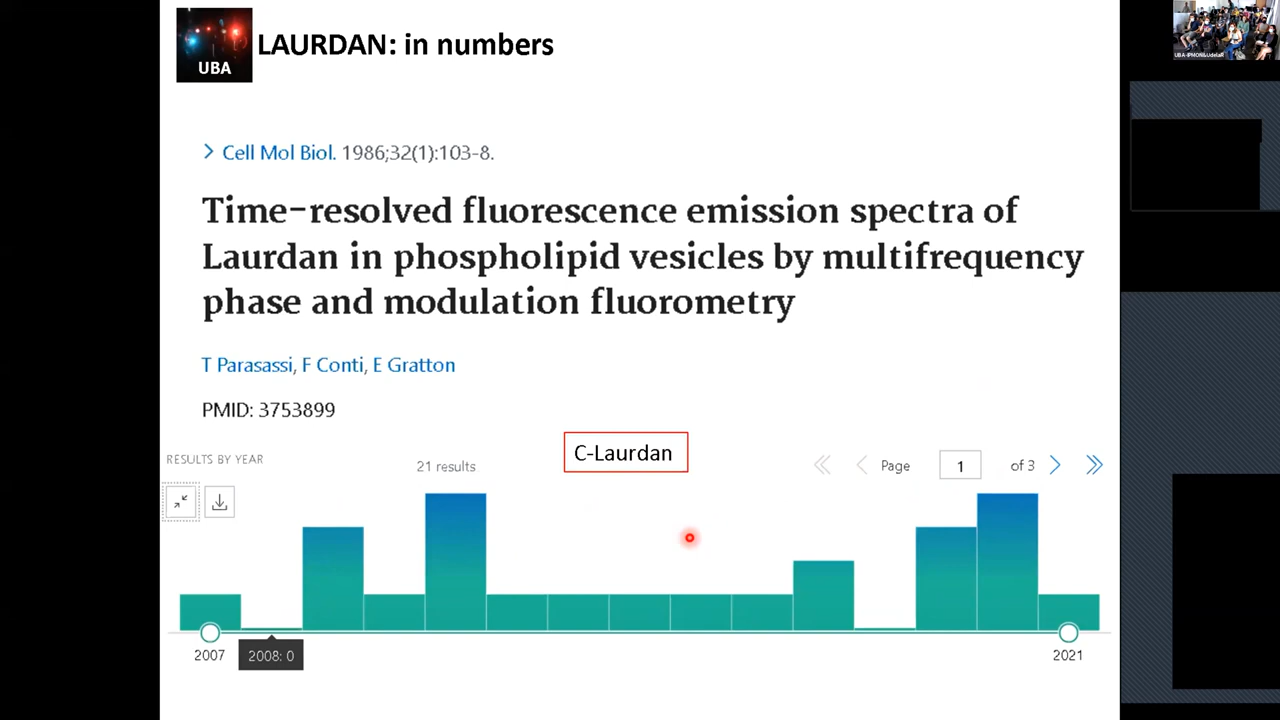 UBA
LAURDAN: in numbers
Cell Mol Biol. 1986;32(1):103-8.
Time-resolved fluorescence emission spectra of
Laurdan in phospholipid vesicles by multifrequency
phase and modulation fluorometry
T Parasassi, F Conti, E Gratton
PMID: 3753899
RESULTS BY YEAR
21 results
C-Laurdan
Page 1 of 3
2007
2008: 0
2021